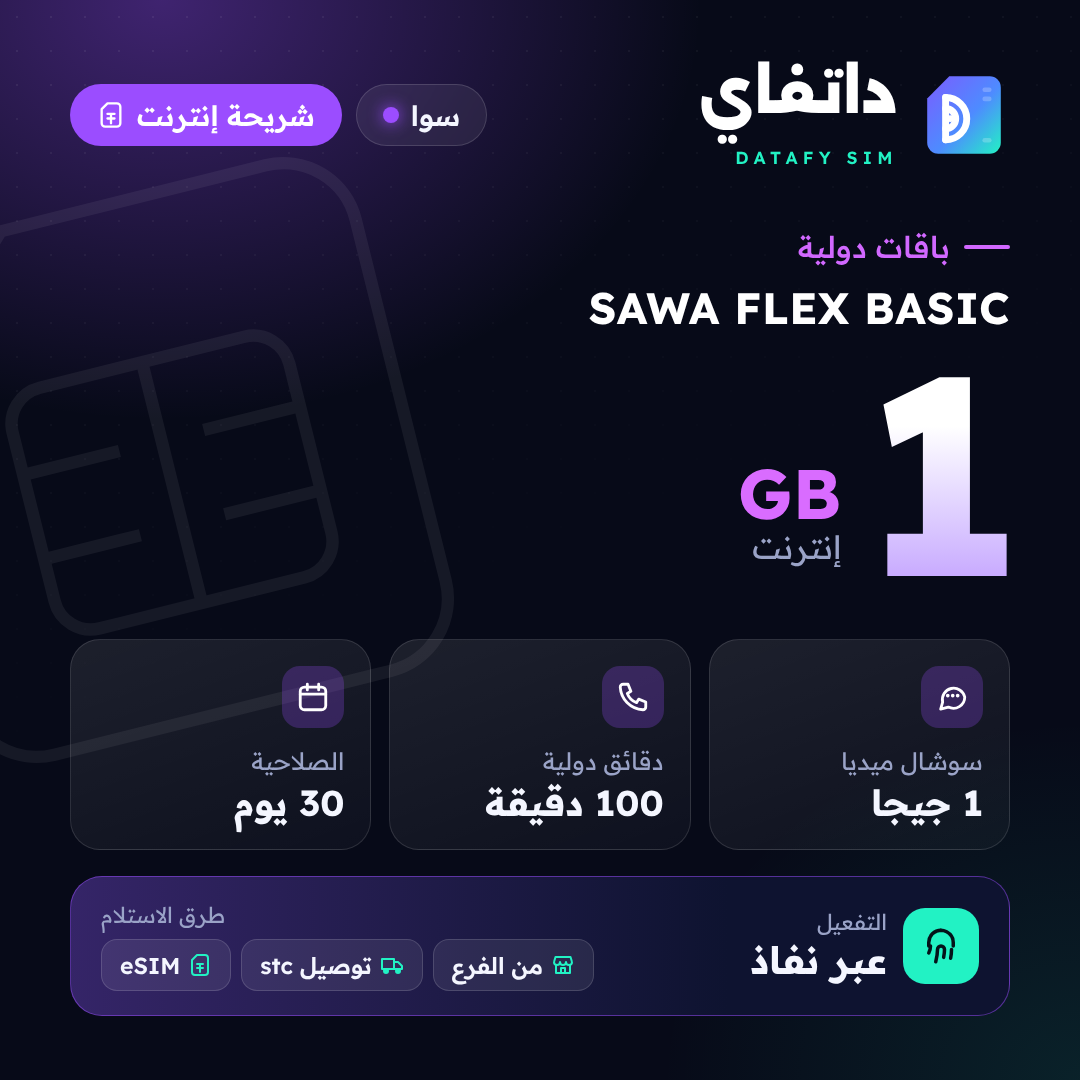 داتفاي
DATAFY SIM
سوا
شريحة إنترنت
باقات دولية
SAWA FLEX BASIC
1
GB
إنترنت
سوشال ميديا
1 جيجا
دقائق دولية
100 دقيقة
الصلاحية
30 يوم
التفعيل
عبر نفاذ
طرق الاستلام
من الفرع
توصيل stc
eSIM